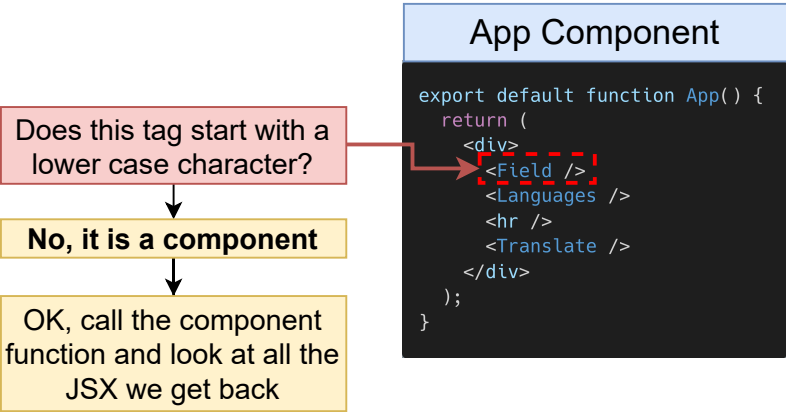 App Component
export default function App() {
return (
<div>
<Field />
<Languages />
<hr />
<Translate />
</div>
);
}
Does this tag start with a
lower case character?
No, it is a component
OK, call the component
function and look at all the
JSX we get back